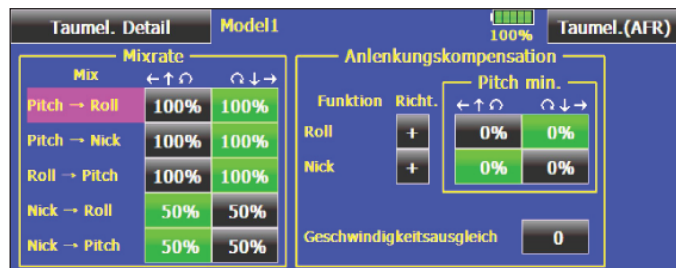 Taumel. Detail Model1 100% Taumel.(AFR)
Mixrate
Mix ←↑↶ ↷↓→
Pitch → Roll 100% 100%
Pitch → Nick 100% 100%
Roll → Pitch 100% 100%
Nick → Roll 50% 50%
Nick → Pitch 50% 50%
Anlenkungskompensation
Pitch min.
Funktion Richt. ←↑↶ ↷↓→
Roll + 0% 0%
Nick + 0% 0%
Geschwindigkeitsausgleich 0